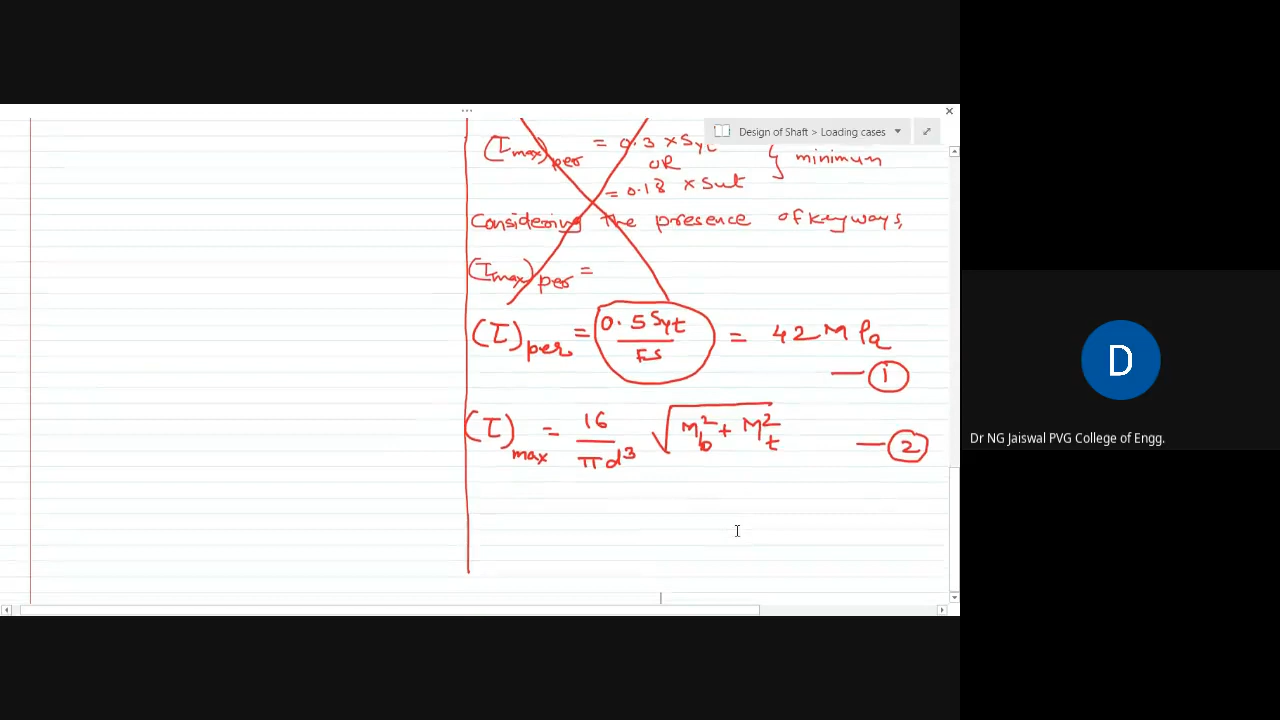 Design of Shaft > Loading cases
(τmax)per = 0.3 × Syt
OR
= 0.18 × Sut
} minimum
Considering the presence of keyways,
(τmax)per =
(τ)per = 0.5 Syt / FS = 42 MPa
— ①
(τ)max = 16 / πd³ √(Mb² + Mt²) — ②
D
Dr NG Jaiswal PVG College of Engg.